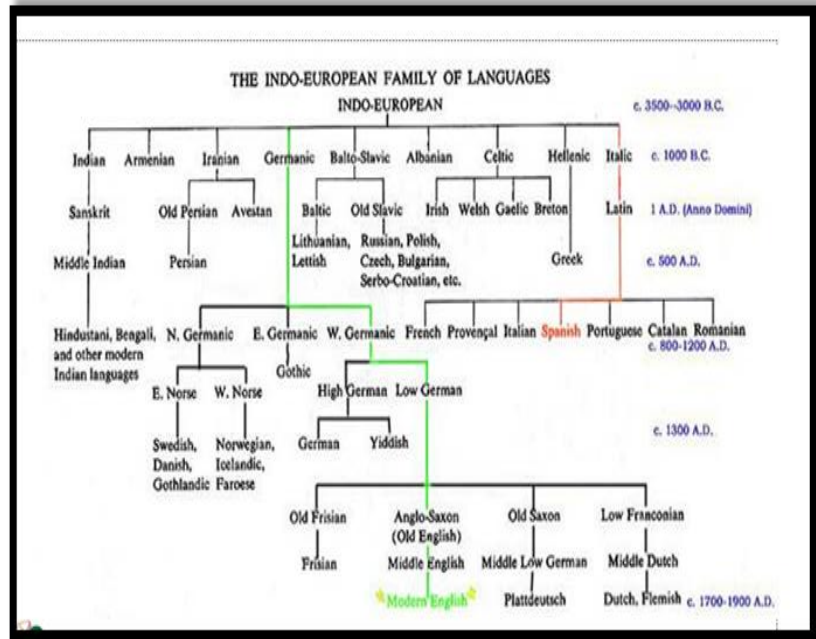 THE INDO-EUROPEAN FAMILY OF LANGUAGES
INDO-EUROPEAN
c. 3500-3000 B.C.
Indian Armenian Iranian Germanic Balto-Slavic Albanian Celtic Hellenic Italic c. 1000 B.C.
Sanskrit Old Persian Avestan Baltic Old Slavic Irish Welsh Gaelic Breton Latin 1 A.D. (Anno Domini)
Lithuanian, Russian, Polish,
Lettish Czech, Bulgarian,
Serbo-Croatian, etc.
Middle Indian Persian Greek c. 500 A.D.
Hindustani, Bengali,
and other modern
Indian languages
N. Germanic E. Germanic W. Germanic French Provençal Italian Spanish Portuguese Catalan Romanian
c. 800-1200 A.D.
Gothic
E. Norse W. Norse High German Low German
c. 1300 A.D.
Swedish, Norwegian, German Yiddish
Danish, Icelandic,
Gothlandic Faroese
Old Frisian Anglo-Saxon Old Saxon Low Franconian
(Old English)
Frisian Middle English Middle Low German Middle Dutch
Modern English Plattdeutsch Dutch, Flemish c. 1700-1900 A.D.